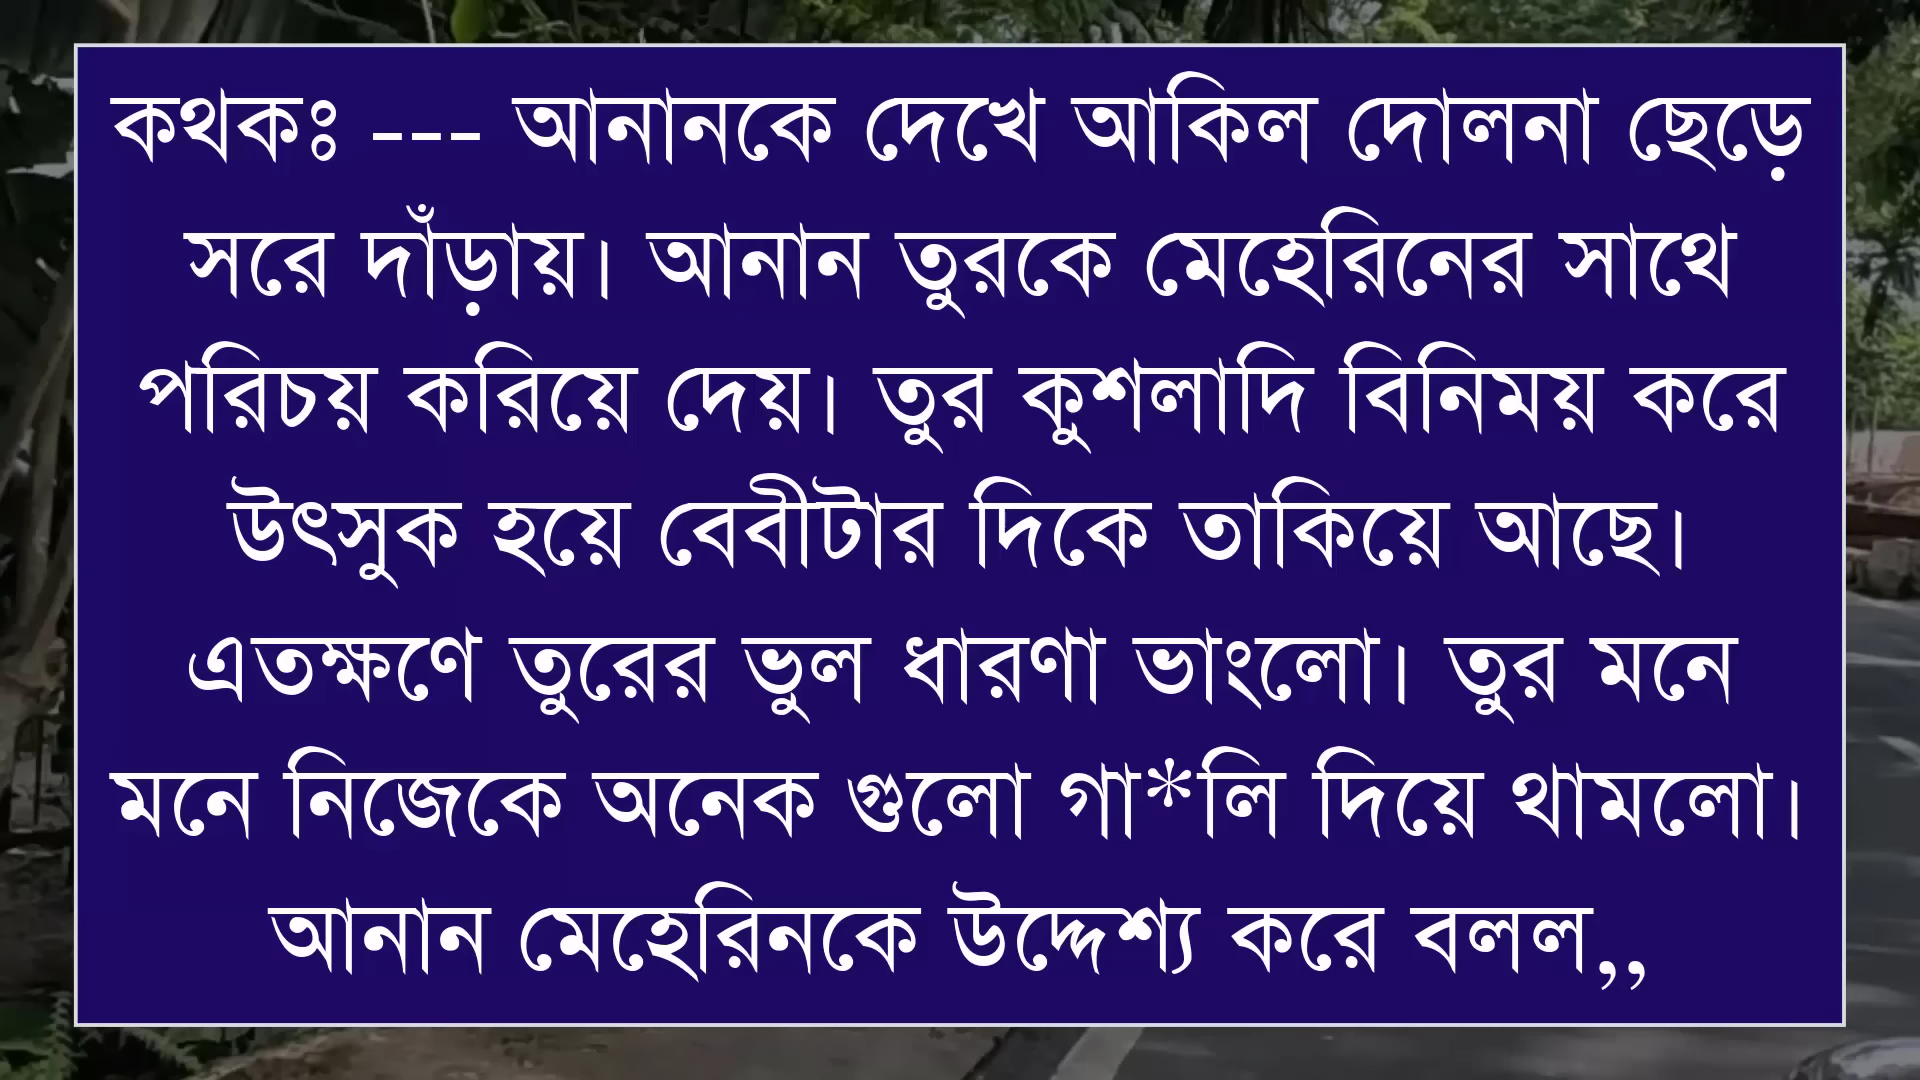 কথকঃ --- আনানকে দেখে আকিল দোলনা ছেড়ে
সরে দাঁড়ায়। আনান তুরকে মেহেরিনের সাথে
পরিচয় করিয়ে দেয়। তুর কুশলাদি বিনিময় করে
উৎসুক হয়ে বেবীটার দিকে তাকিয়ে আছে।
এতক্ষণে তুরের ভুল ধারণা ভাংলো। তুর মনে
মনে নিজেকে অনেক গুলো গা*লি দিয়ে থামলো।
আনান মেহেরিনকে উদ্দেশ্য করে বলল,,